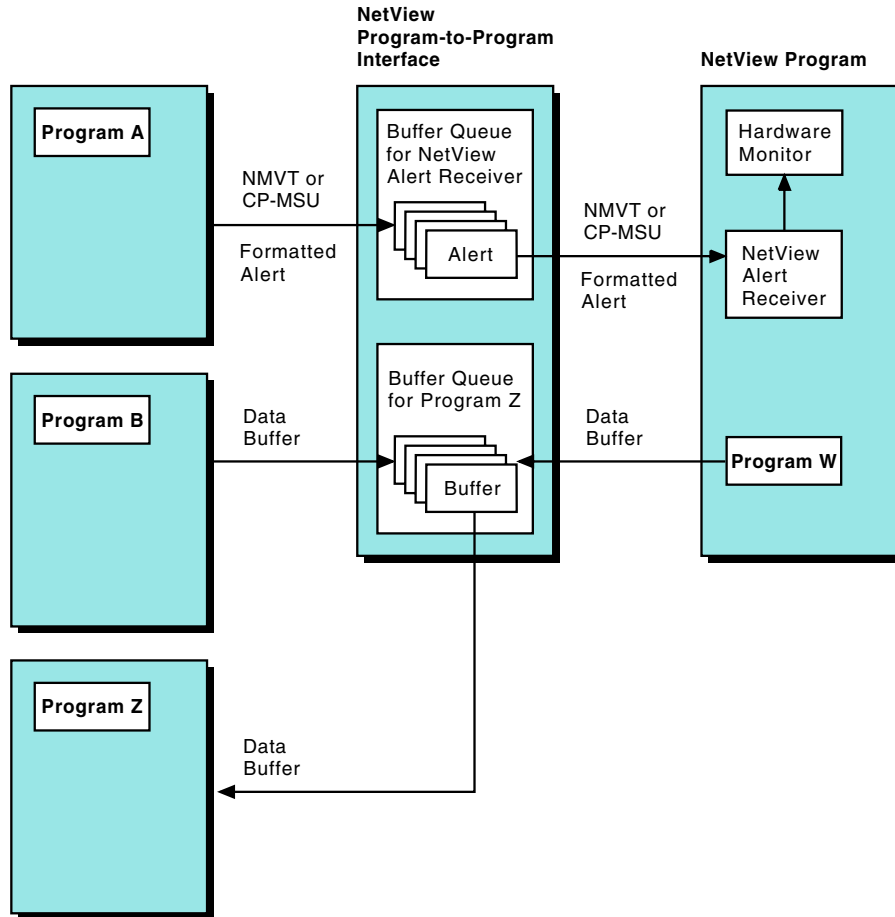 NetView
Program-to-Program
Interface
NetView Program
Program A
NMVT or
CP-MSU
Formatted
Alert
Buffer Queue
for NetView
Alert Receiver
Alert
NMVT or
CP-MSU
Formatted
Alert
Hardware
Monitor
NetView
Alert
Receiver
Program B
Data
Buffer
Buffer Queue
for Program Z
Buffer
Data
Buffer
Program W
Program Z
Data
Buffer